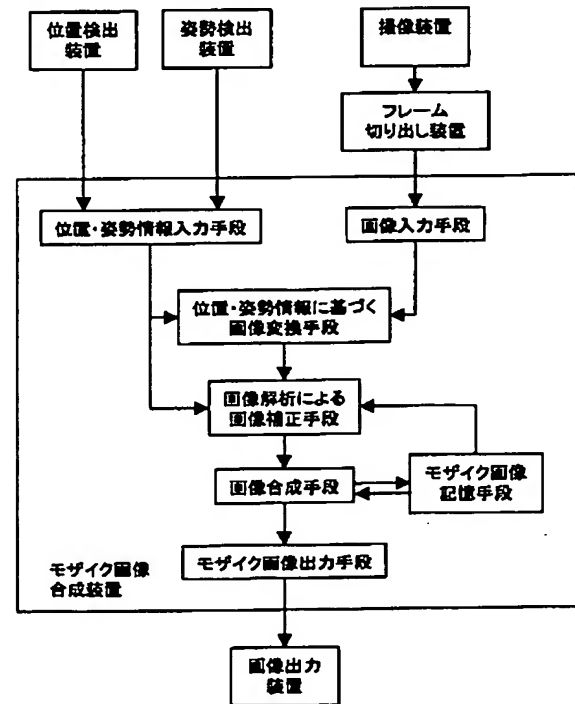 位置検出
装置
姿勢検出
装置
撮像装置
フレーム
切り出し装置
位置・姿勢情報入力手段
画像入力手段
位置・姿勢情報に基づく
画像変換手段
画像解析による
画像補正手段
画像合成手段
モザイク画像
記憶手段
モザイク画像出力手段
モザイク画像
合成装置
画像出力
装置